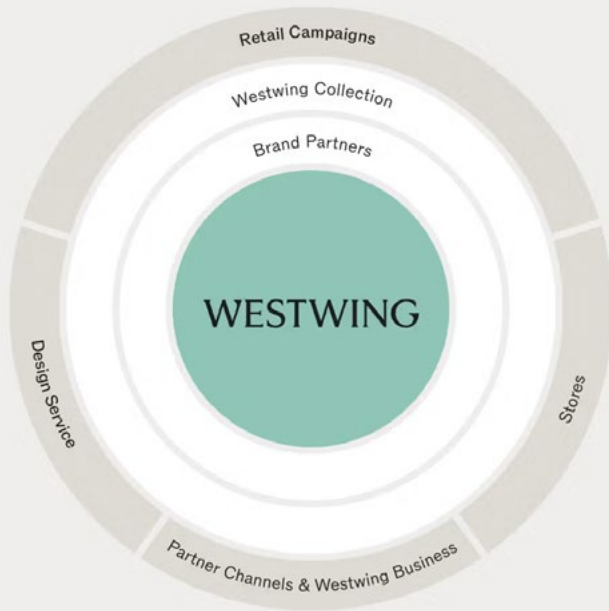 Retail Campaigns
Westwing Collection
Brand Partners
WESTWING
Design Service
Stores
Partner Channels & Westwing Business